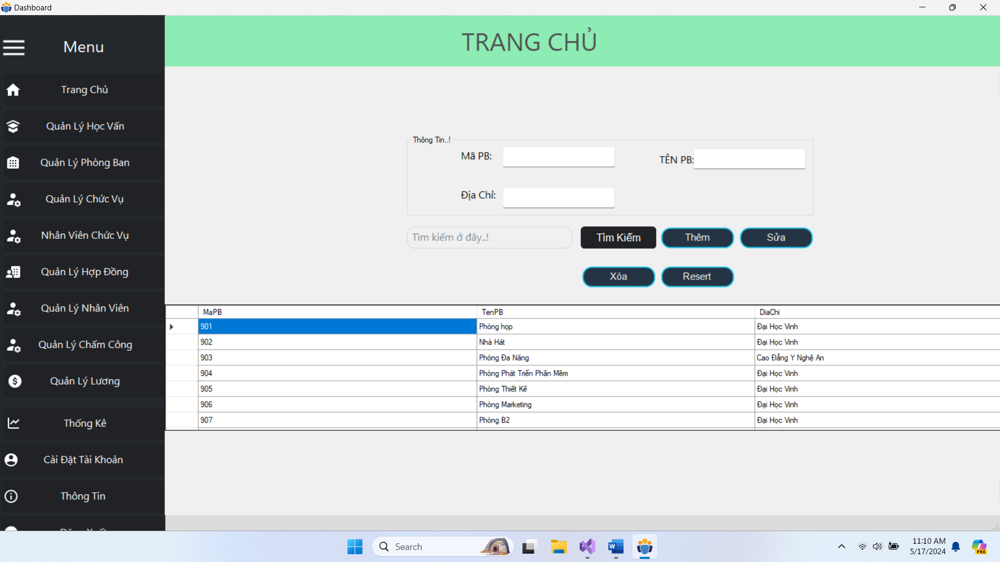 Dashboard
Menu
TRANG CHỦ
Trang Chủ
Quản Lý Học Vấn
Quản Lý Phòng Ban
Quản Lý Chức Vụ
Nhân Viên Chức Vụ
Quản Lý Hợp Đồng
Quản Lý Nhân Viên
Quản Lý Chấm Công
Quản Lý Lương
Thống Kê
Cài Đặt Tài Khoản
Thông Tin
Thông Tin..!
Mã PB:
TÊN PB:
Địa Chỉ:
Tìm kiếm ở đây..!
Tìm Kiếm
Thêm
Sửa
Xóa
Resert
MaPB TenPB DiaChi
901 Phòng họp Đại Học Vinh
902 Nhà Hát Đại Học Vinh
903 Phòng Đa Năng Cao Đẳng Y Nghệ An
904 Phòng Phát Triển Phần Mềm Đại Học Vinh
905 Phòng Thiết Kế Đại Học Vinh
906 Phòng Marketing Đại Học Vinh
907 Phòng B2 Đại Học Vinh
Search
11:10 AM
5/17/2024
PRE